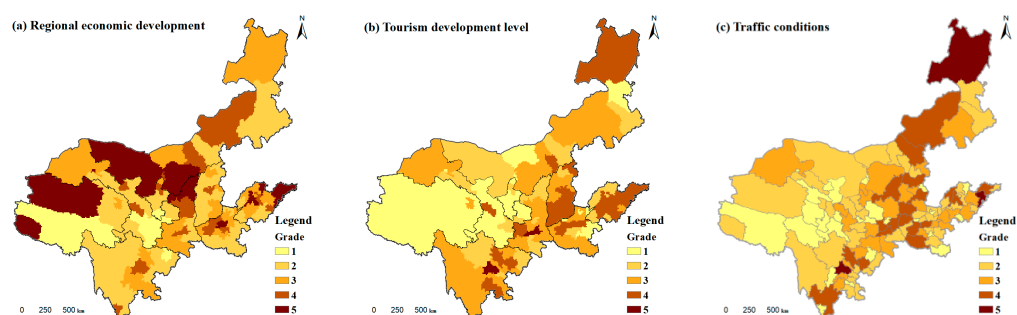 (a) Regional economic development
N
Legend
Grade
1
2
3
4
5
0 250 500 km
(b) Tourism development level
N
Legend
Grade
1
2
3
4
5
0 250 500 km
(c) Traffic conditions
N
Legend
Grade
1
2
3
4
5
0 250 500 km